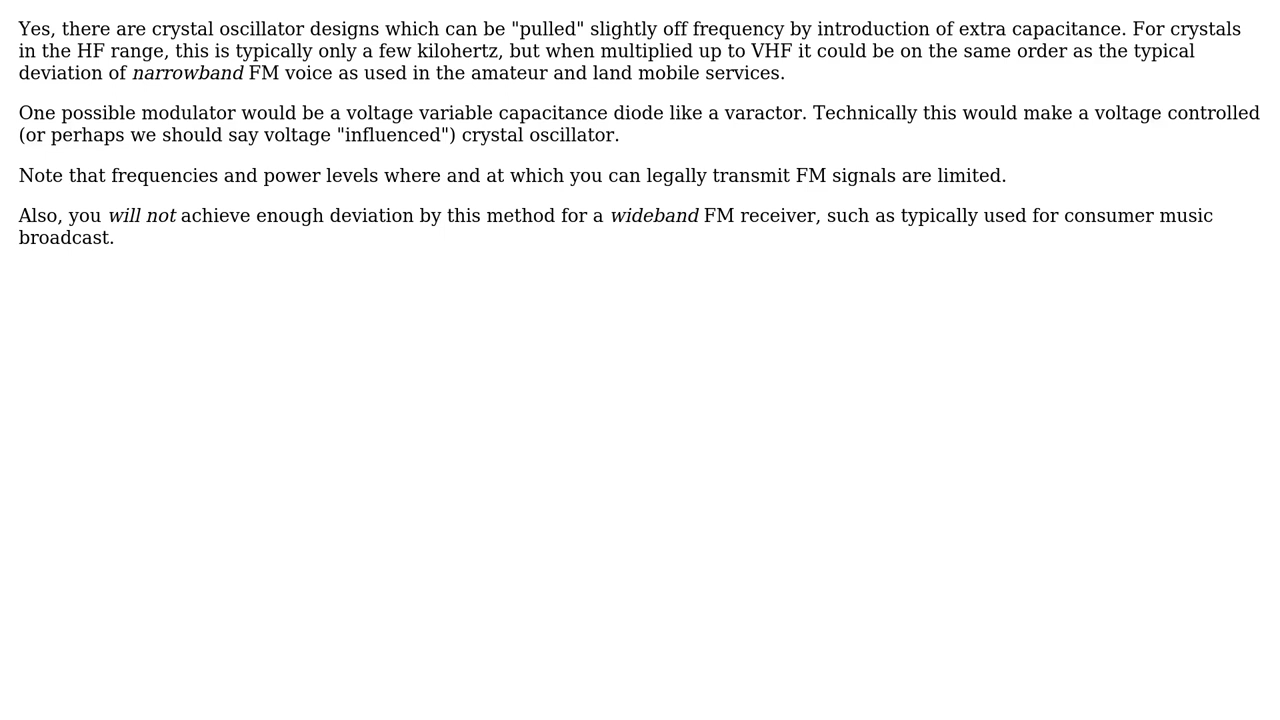 Yes, there are crystal oscillator designs which can be "pulled" slightly off frequency by introduction of extra capacitance. For crystals
in the HF range, this is typically only a few kilohertz, but when multiplied up to VHF it could be on the same order as the typical
deviation of narrowband FM voice as used in the amateur and land mobile services.
One possible modulator would be a voltage variable capacitance diode like a varactor. Technically this would make a voltage controlled
(or perhaps we should say voltage "influenced") crystal oscillator.
Note that frequencies and power levels where and at which you can legally transmit FM signals are limited.
Also, you will not achieve enough deviation by this method for a wideband FM receiver, such as typically used for consumer music
broadcast.